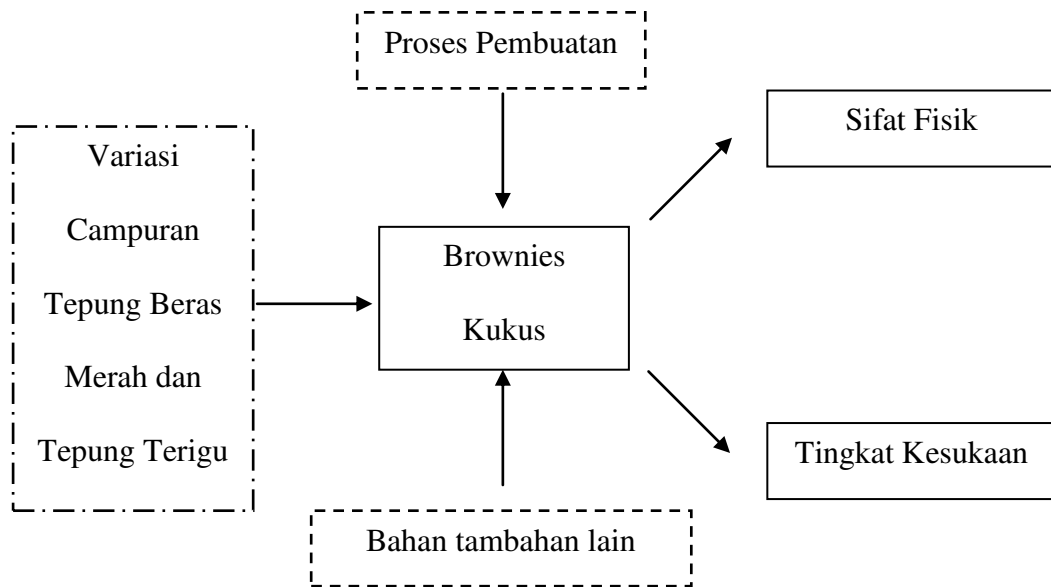 Proses Pembuatan
Sifat Fisik
Variasi
Campuran
Tepung Beras
Merah dan
Tepung Terigu
Brownies
Kukus
Tingkat Kesukaan
Bahan tambahan lain